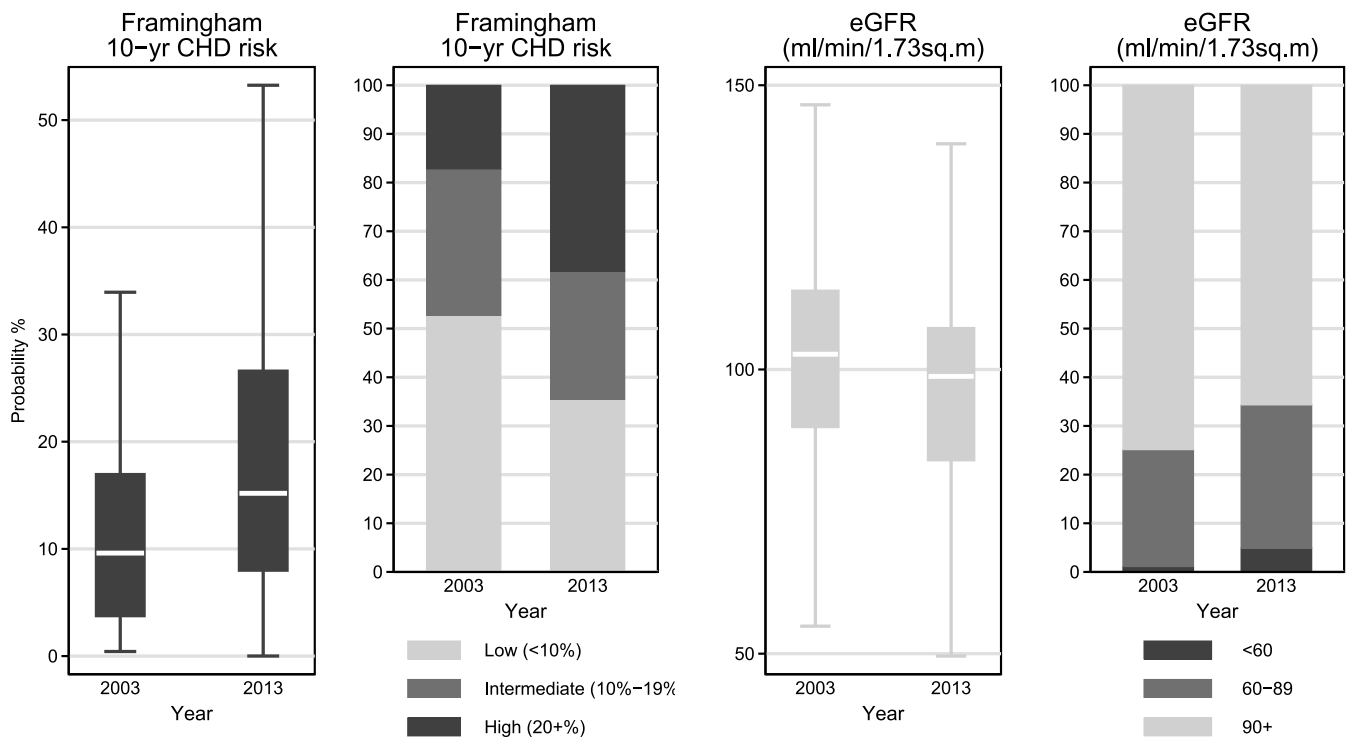 Framingham
10−yr CHD risk
Probability %
50
40
30
20
10
0
2003
2013
Year
Framingham
10−yr CHD risk
100
90
80
70
60
50
40
30
20
10
0
2003
2013
Year
Low (<10%)
Intermediate (10%−19%
High (20+%)
eGFR
(ml/min/1.73sq.m)
150
100
50
2003
2013
Year
eGFR
(ml/min/1.73sq.m)
100
90
80
70
60
50
40
30
20
10
0
2003
2013
Year
<60
60−89
90+